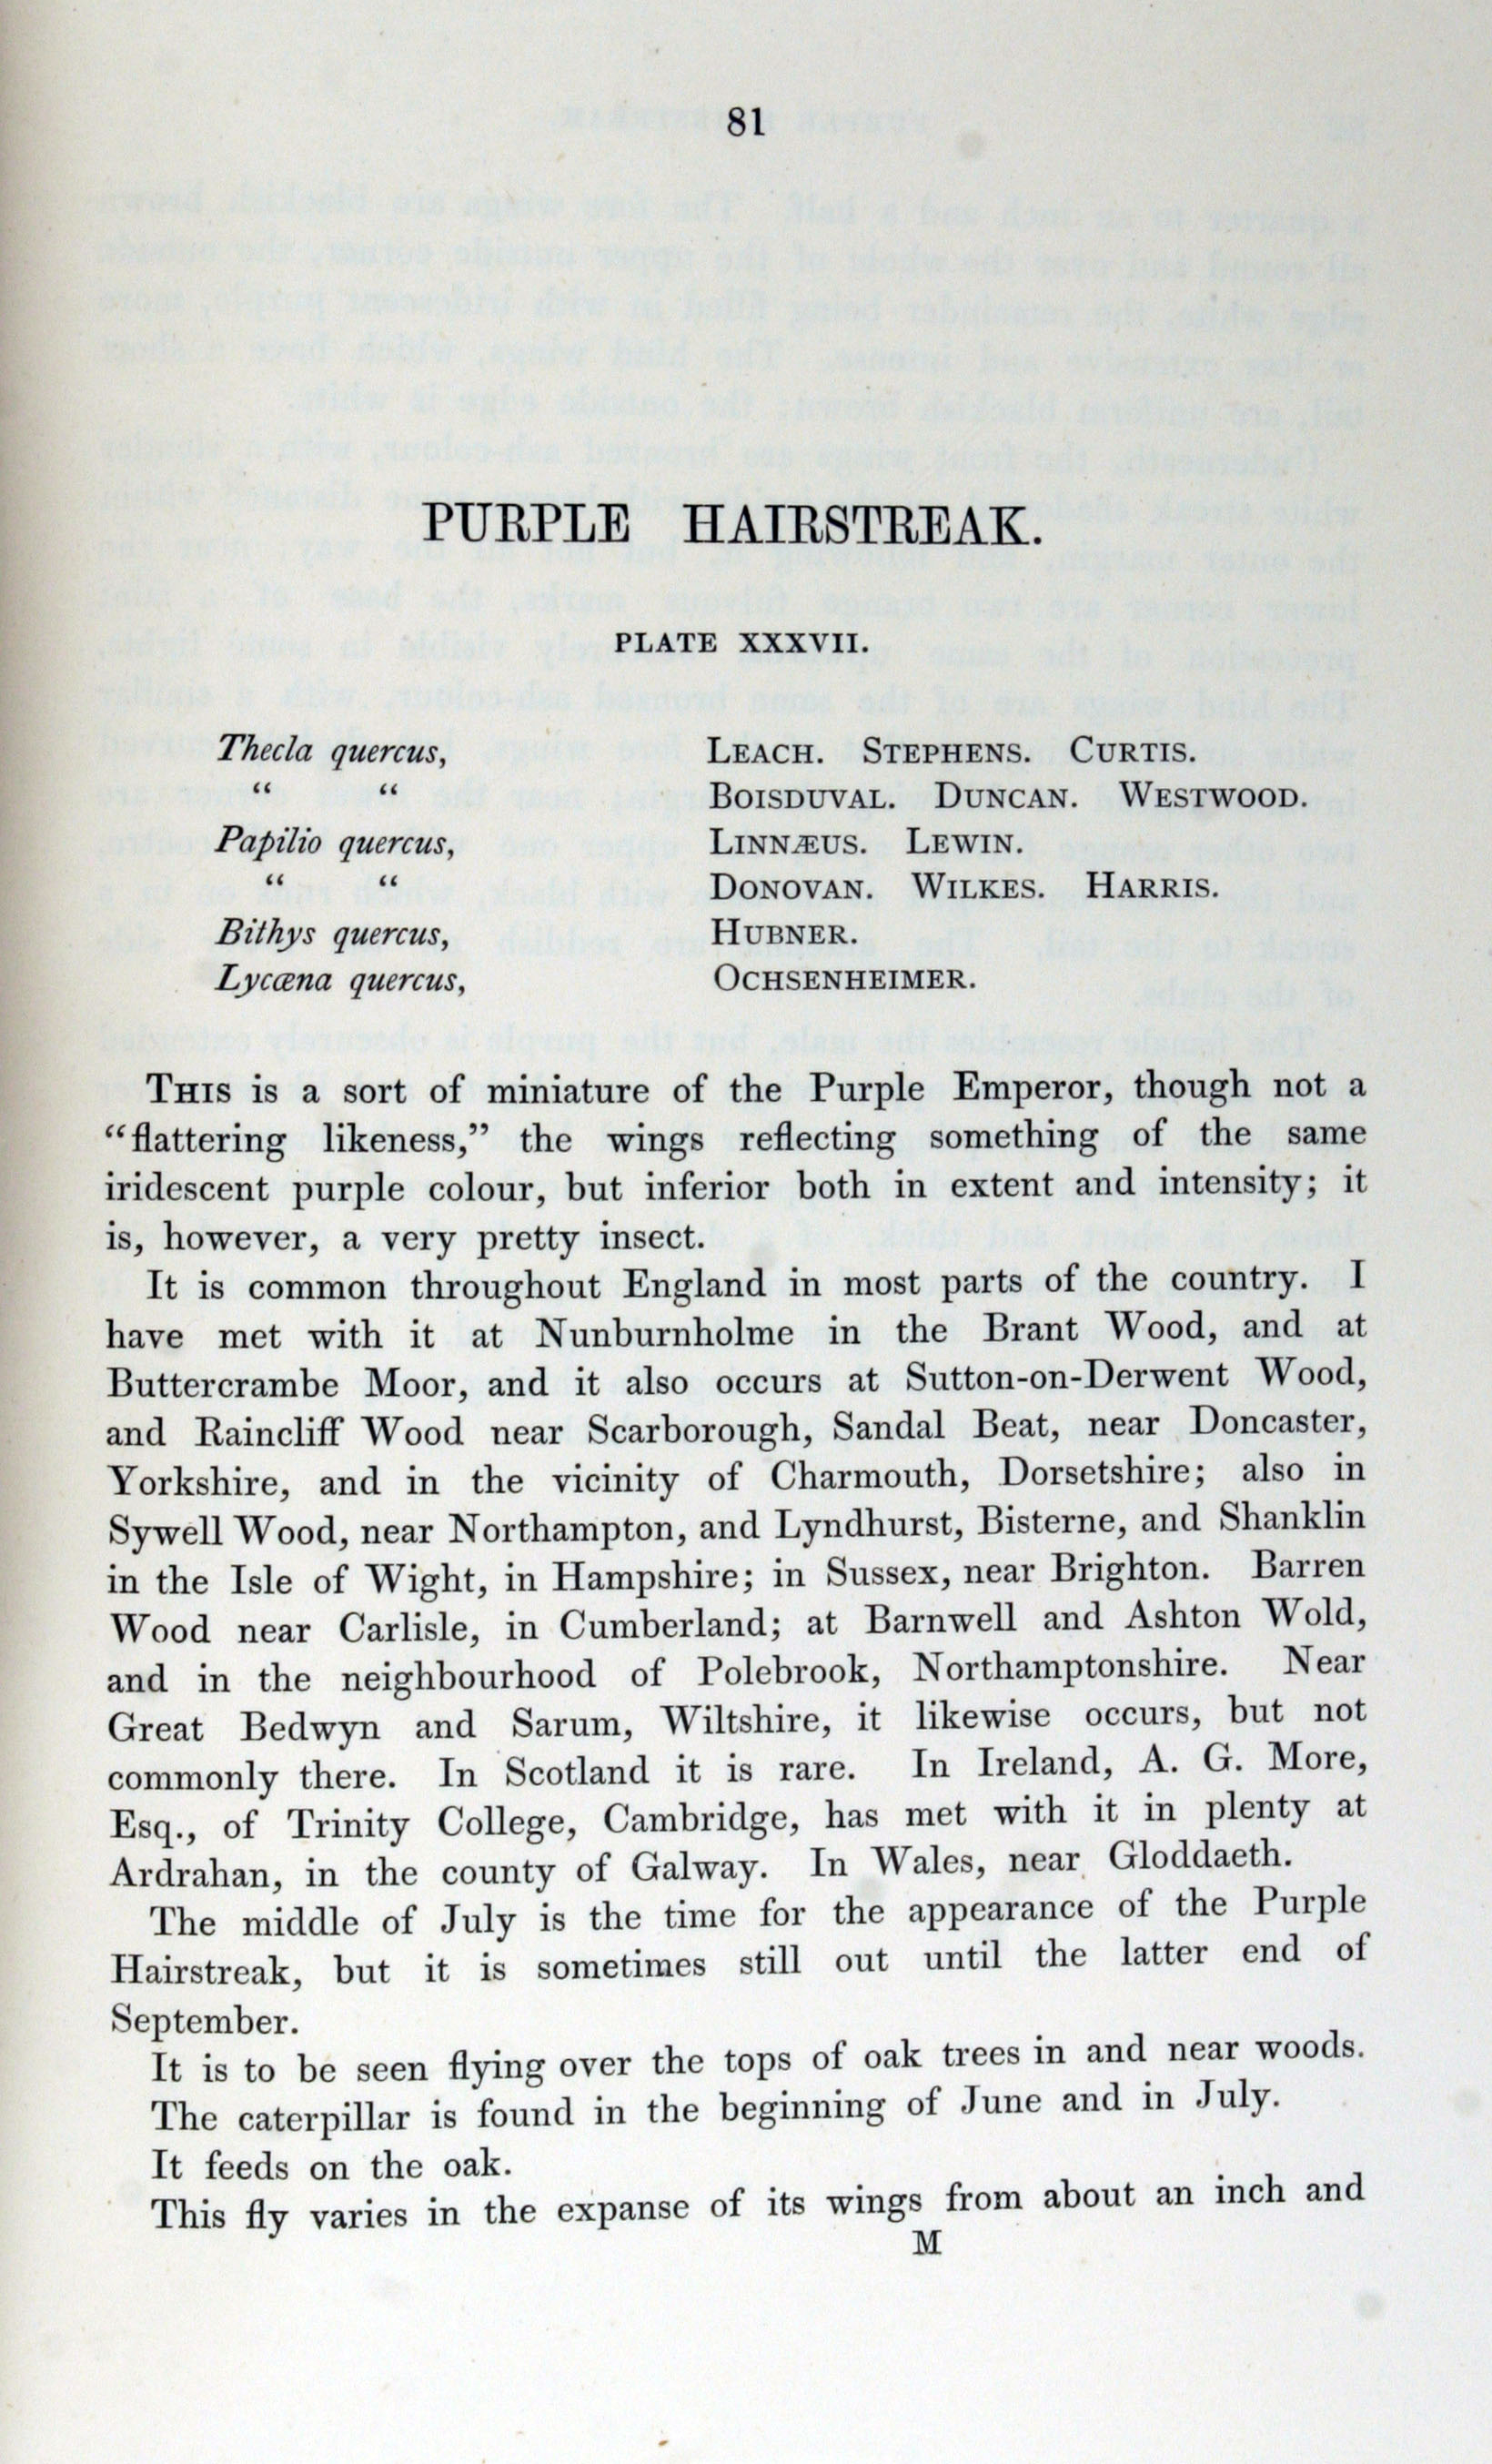 81
PURPLE HAIRSTREAK.
PLATE XXXVII.
Thecla quercus, LEACH. STEPHENS. CURTIS.
“ “ BOISDUVAL. DUNCAN. WESTWOOD.
Papilio quercus, LINNÆUS. LEWIN.
“ “ DONOVAN. WILKES. HARRIS.
Bithys quercus, HUBNER.
Lycæna quercus, OCHSENHEIMER.
THIS is a sort of miniature of the Purple Emperor, though not a
“flattering likeness,” the wings reflecting something of the same
iridescent purple colour, but inferior both in extent and intensity; it
is, however, a very pretty insect.
It is common throughout England in most parts of the country. I
have met with it at Nunburnholme in the Brant Wood, and at
Buttercrambe Moor, and it also occurs at Sutton-on-Derwent Wood,
and Raincliff Wood near Scarborough, Sandal Beat, near Doncaster,
Yorkshire, and in the vicinity of Charmouth, Dorsetshire; also in
Sywell Wood, near Northampton, and Lyndhurst, Bisterne, and Shanklin
in the Isle of Wight, in Hampshire; in Sussex, near Brighton. Barren
Wood near Carlisle, in Cumberland; at Barnwell and Ashton Wold,
and in the neighbourhood of Polebrook, Northamptonshire. Near
Great Bedwyn and Sarum, Wiltshire, it likewise occurs, but not
commonly there. In Scotland it is rare. In Ireland, A. G. More,
Esq., of Trinity College, Cambridge, has met with it in plenty at
Ardrahan, in the county of Galway. In Wales, near Gloddaeth.
The middle of July is the time for the appearance of the Purple
Hairstreak, but it is sometimes still out until the latter end of
September.
It is to be seen flying over the tops of oak trees in and near woods.
The caterpillar is found in the beginning of June and in July.
It feeds on the oak.
This fly varies in the expanse of its wings from about an inch and
M